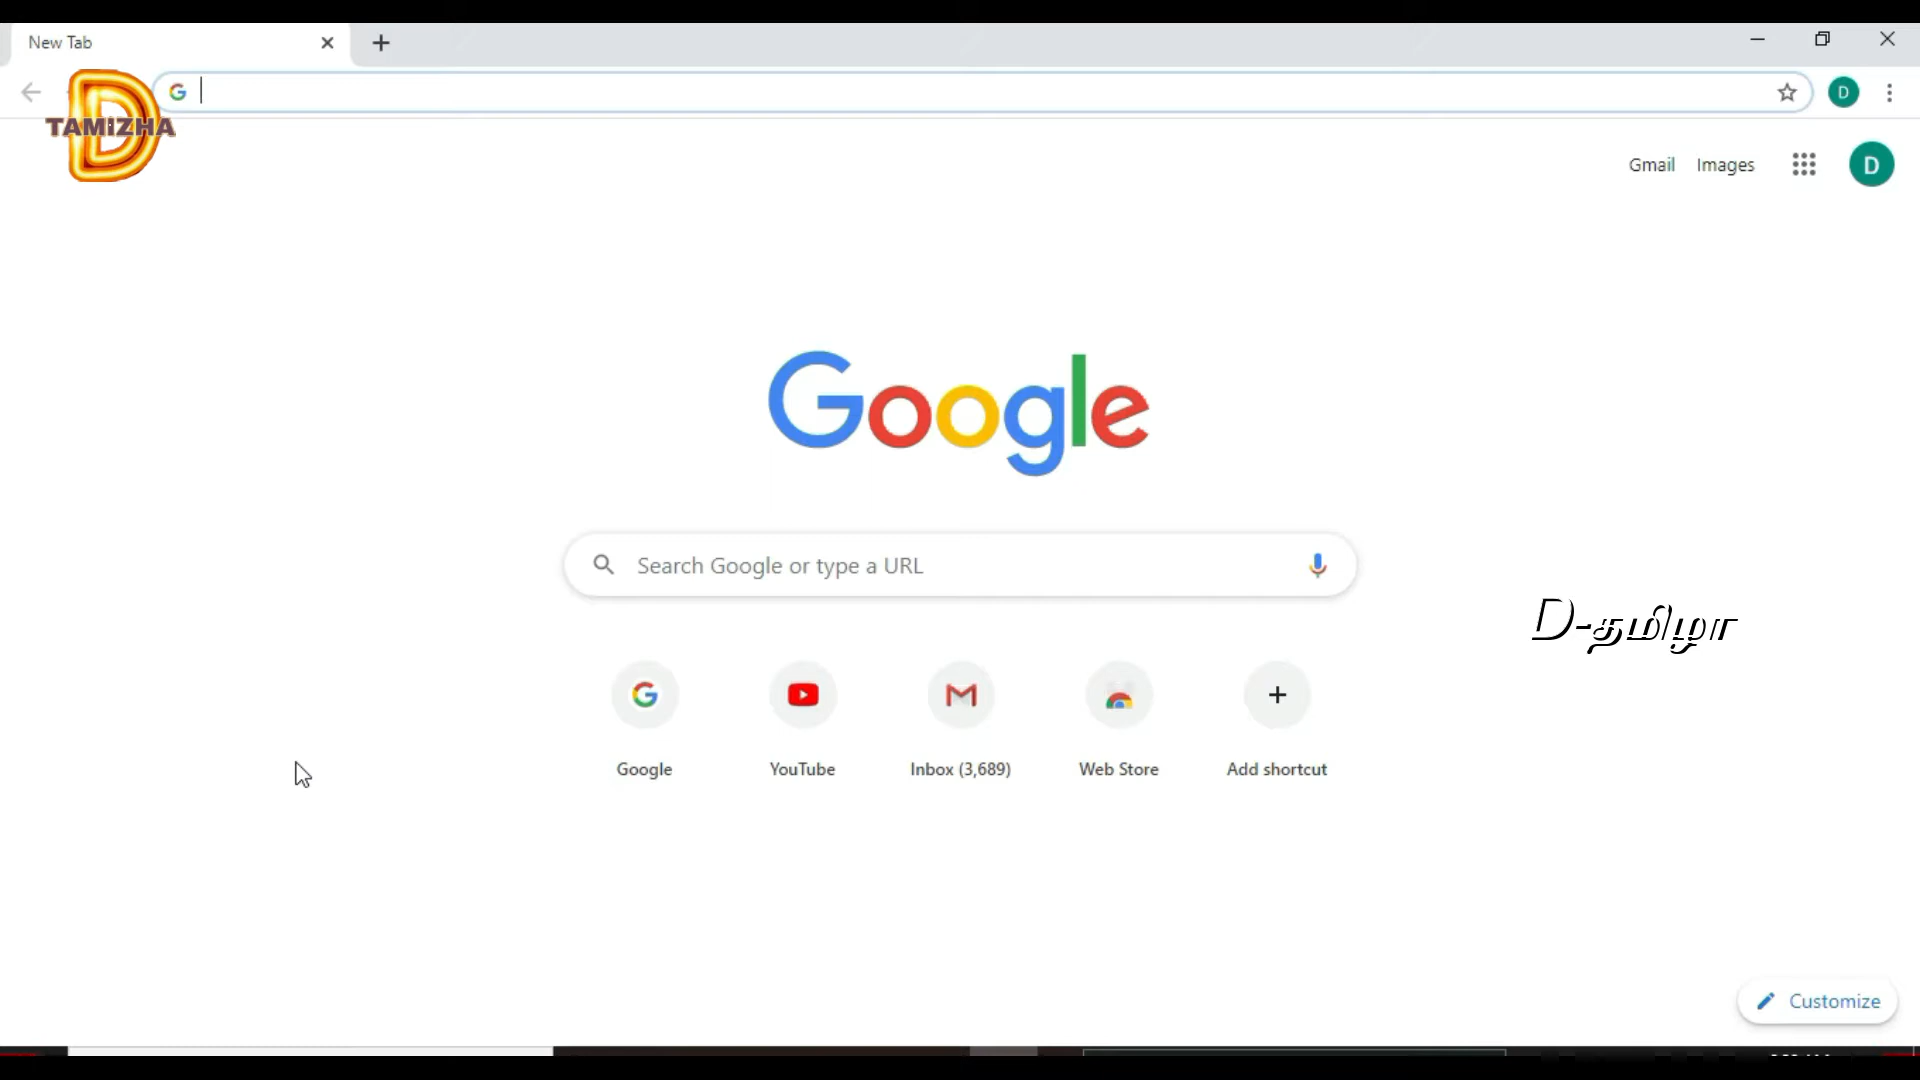 New Tab
D
TAMIZHA
G
D
Gmail Images
D
Google
Search Google or type a URL
D-தமிழா
Google YouTube Inbox (3,689) Web Store Add shortcut
Customize